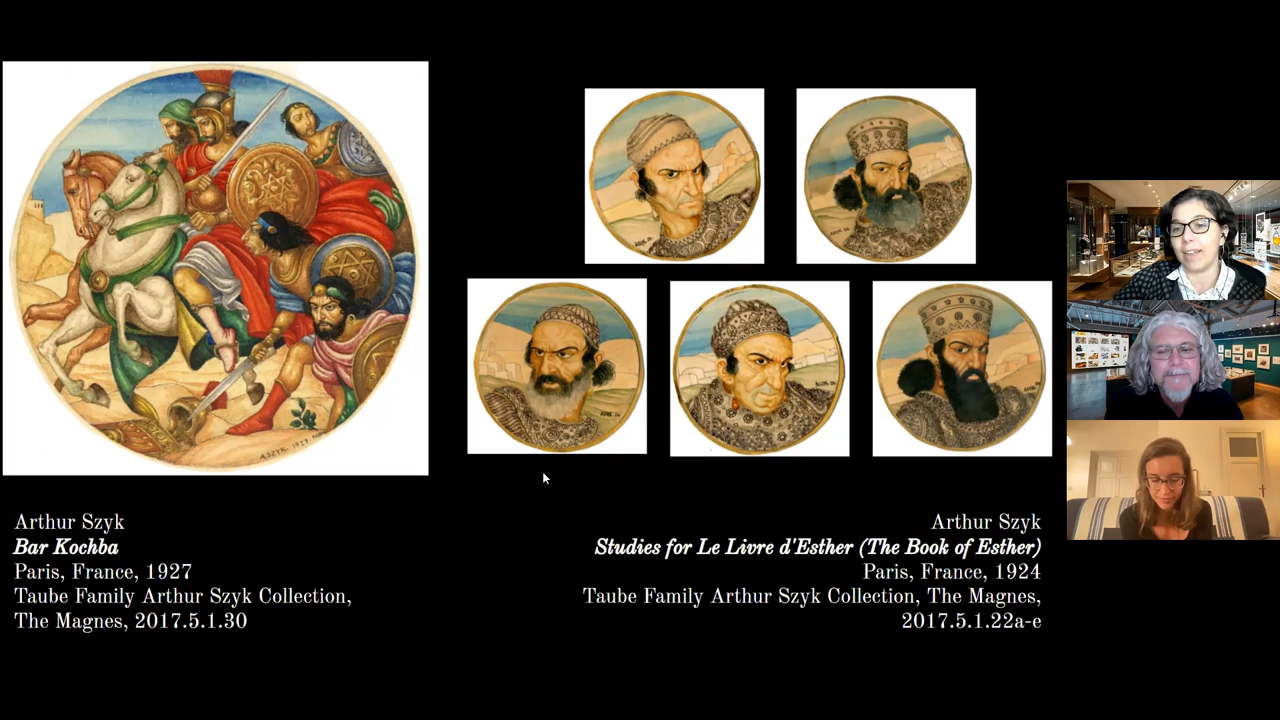 Arthur Szyk
Bar Kochba
Paris, France, 1927
Taube Family Arthur Szyk Collection,
The Magnes, 2017.5.1.30
Arthur Szyk
Studies for Le Livre d'Esther (The Book of Esther)
Paris, France, 1924
Taube Family Arthur Szyk Collection, The Magnes,
2017.5.1.22a-e